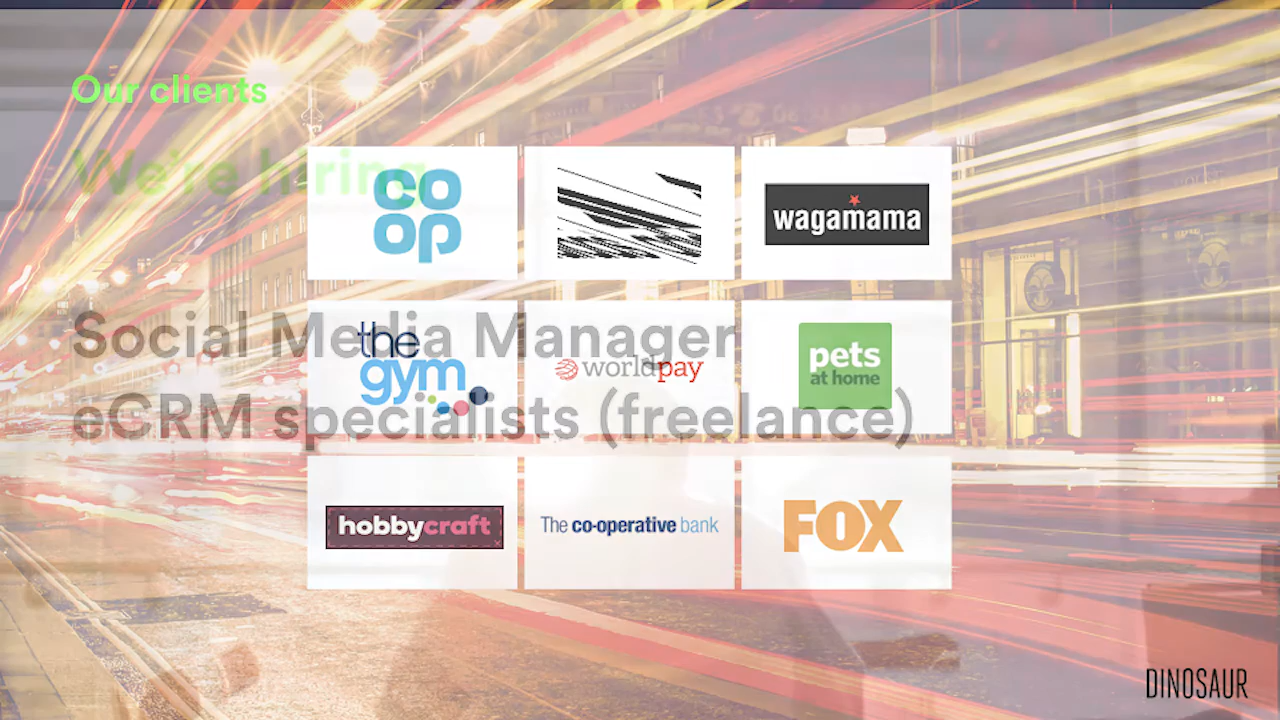 Our clients
We're hiring
co
op
wagamama
Social Media Manager
the
gym
worldpay
pets
at home
eCRM specialists (freelance)
hobbycraft
The co-operative bank
FOX
DINOSAUR